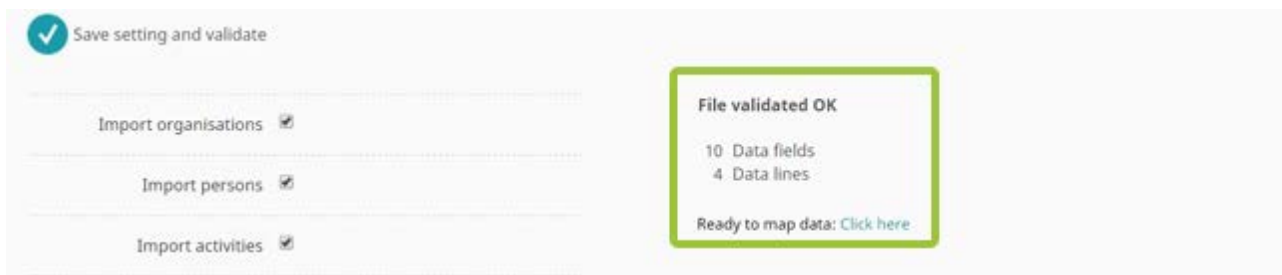 Save setting and validate
Import organisations
Import persons
Import activities
File validated OK
10 Data fields
4 Data lines
Ready to map data: Click here